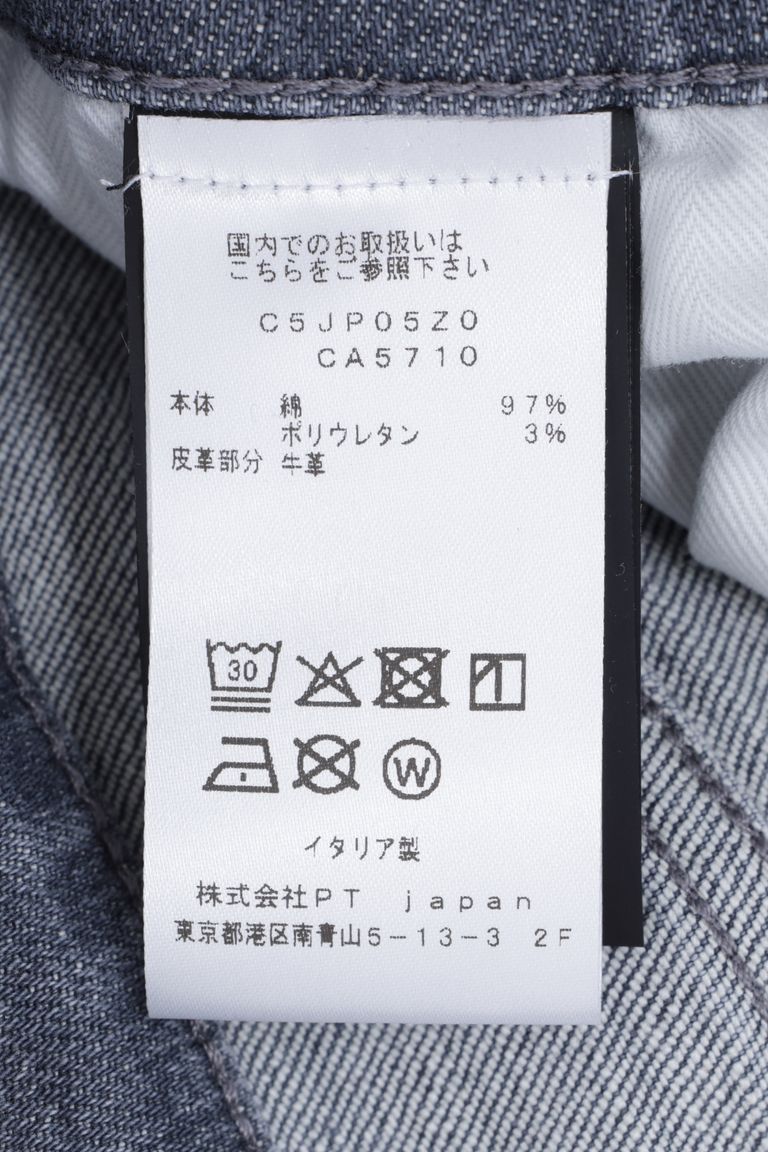 国内でのお取扱いは
こちらをご参照下さい
C5JP05Z0
CA5710
本体 綿 97%
ポリウレタン 3%
皮革部分 牛革
30
W
イタリア製
株式会社PT japan
東京都港区南青山5-13-3 2F